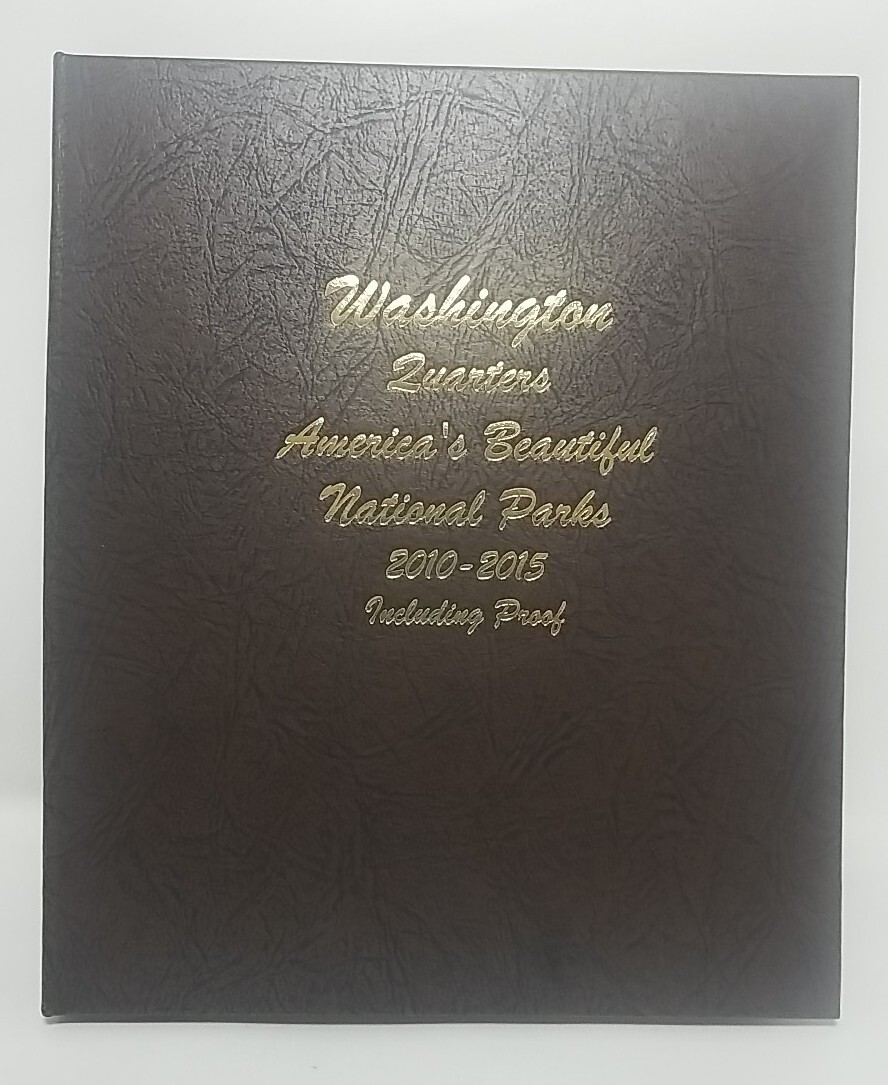 Washington
Quarters
America's Beautiful
National Parks
2010-2015
Including Proof